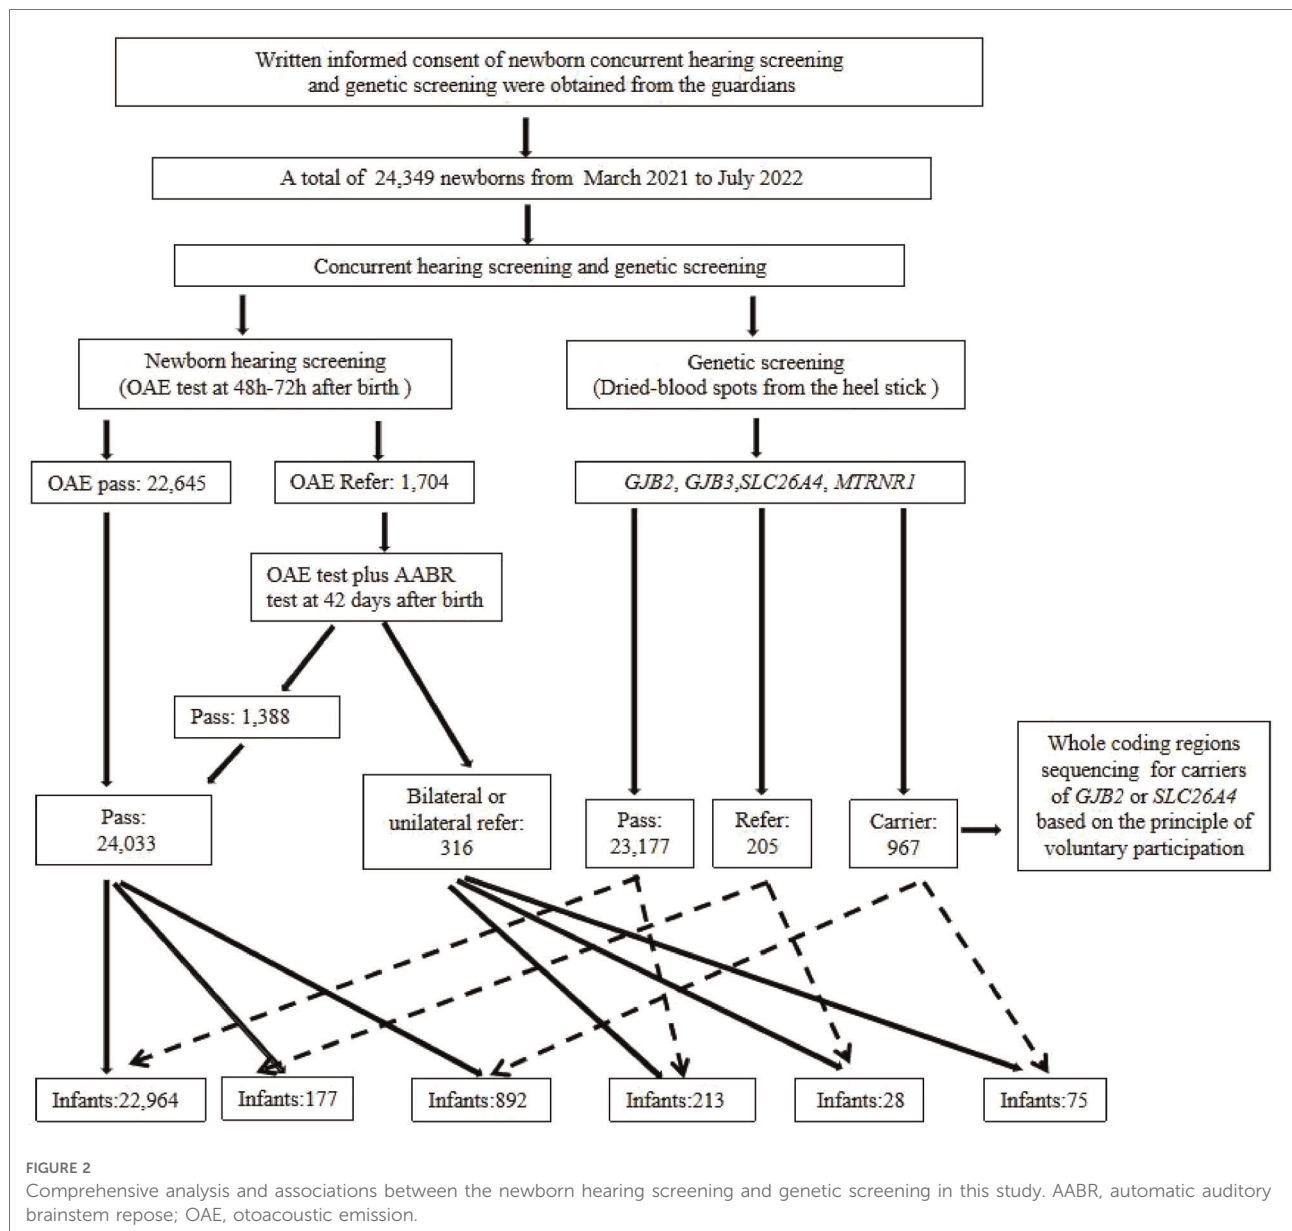 Written informed consent of newborn concurrent hearing screening
and genetic screening were obtained from the guardians
A total of 24,349 newborns from March 2021 to July 2022
Concurrent hearing screening and genetic screening
Newborn hearing screening
(OAE test at 48h-72h after birth )
Genetic screening
(Dried-blood spots from the heel stick )
OAE pass: 22,645
OAE Refer: 1,704
GJB2, GJB3,SLC26A4, MTRNR1
OAE test plus AABR
test at 42 days after birth
Pass: 1,388
Pass:
24,033
Bilateral or
unilateral refer:
316
Pass:
23,177
Refer:
205
Carrier:
967
Whole coding regions
sequencing for carriers
of GJB2 or SLC26A4
based on the principle of
voluntary participation
Infants:22,964
Infants:177
Infants:892
Infants:213
Infants:28
Infants:75
FIGURE 2
Comprehensive analysis and associations between the newborn hearing screening and genetic screening in this study. AABR, automatic auditory
brainstem repose; OAE, otoacoustic emission.